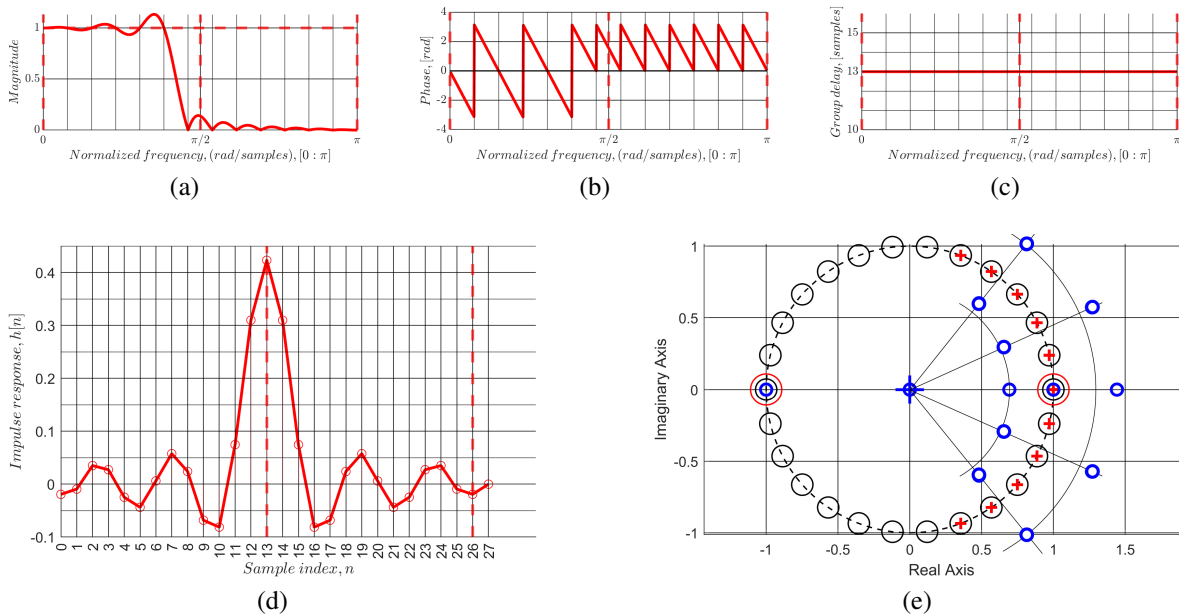 Magnitude
1
0.5
0
0 π/2 π
Normalized frequency, (rad/samples), [0 : π]
(a)
Phase, [rad]
4
2
0
-2
-4
0 π/2 π
Normalized frequency, (rad/samples), [0 : π]
(b)
Group delay, [samples]
15
13
10
0 π/2 π
Normalized frequency, (rad/samples), [0 : π]
(c)
Impulse response, h[n]
0.4
0.3
0.2
0.1
0
-0.1
0 1 2 3 4 5 6 7 8 9 10 11 12 13 14 15 16 17 18 19 20 21 22 23 24 25 26 27
Sample index, n
(d)
Imaginary Axis
1
0.5
0
-0.5
-1
-1 -0.5 0 0.5 1 1.5
Real Axis
(e)